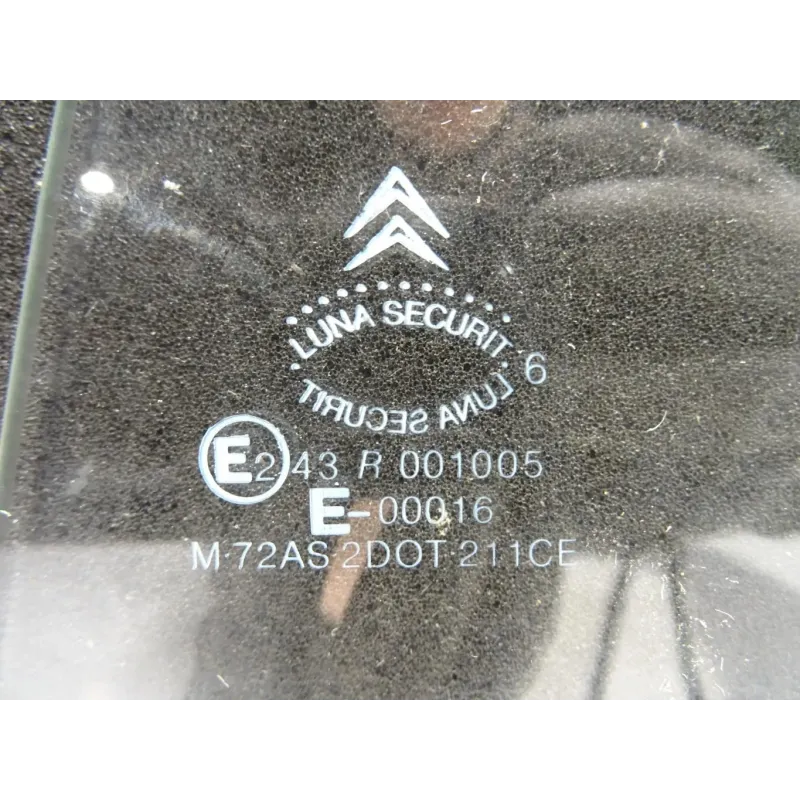 LUNA SECURIT
6
LUNA SECURIT
E2 43 R 001005
E-00016
M·72AS 2DOT 211CE